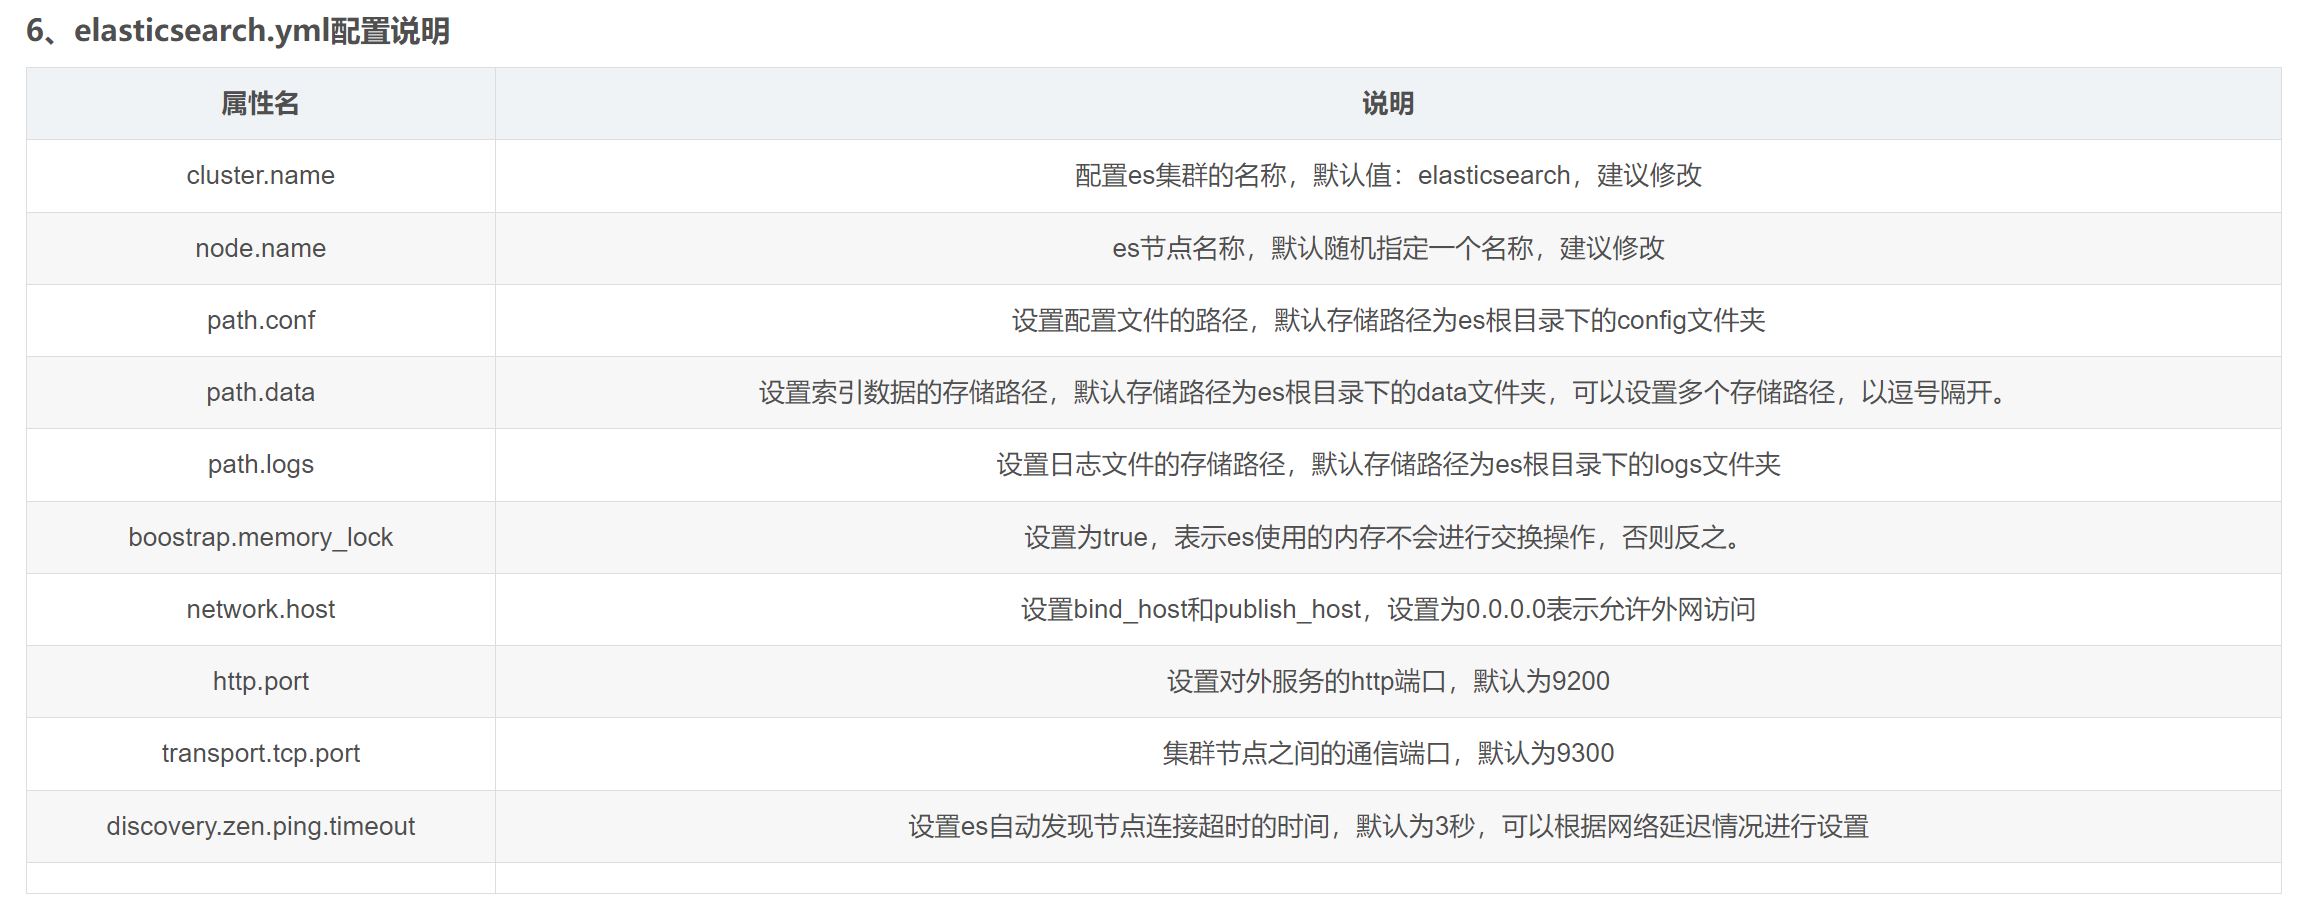 6、elasticsearch.yml配置说明
属性名 说明
cluster.name 配置es集群的名称，默认值：elasticsearch，建议修改
node.name es节点名称，默认随机指定一个名称，建议修改
path.conf 设置配置文件的路径，默认存储路径为es根目录下的config文件夹
path.data 设置索引数据的存储路径，默认存储路径为es根目录下的data文件夹，可以设置多个存储路径，以逗号隔开。
path.logs 设置日志文件的存储路径，默认存储路径为es根目录下的logs文件夹
boostrap.memory_lock 设置为true，表示es使用的内存不会进行交换操作，否则反之。
network.host 设置bind_host和publish_host，设置为0.0.0.0表示允许外网访问
http.port 设置对外服务的http端口，默认为9200
transport.tcp.port 集群节点之间的通信端口，默认为9300
discovery.zen.ping.timeout 设置es自动发现节点连接超时的时间，默认为3秒，可以根据网络延迟情况进行设置